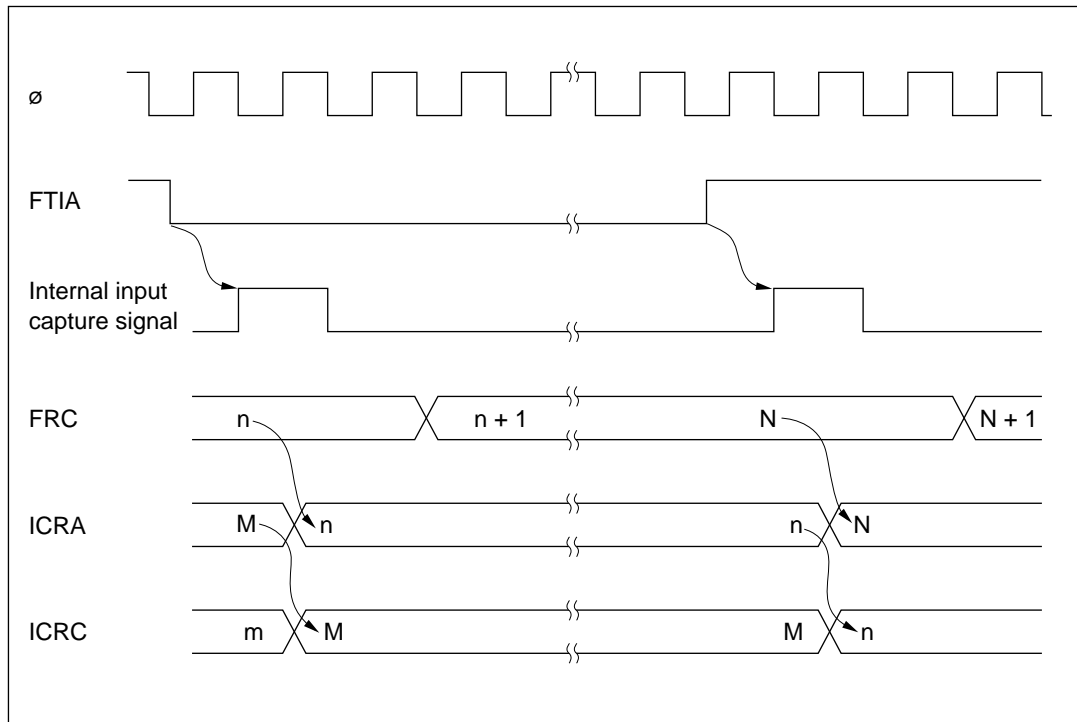 ø
FTIA
Internal input
capture signal
FRC n n + 1 N N + 1
ICRA M n n N
ICRC m M M n